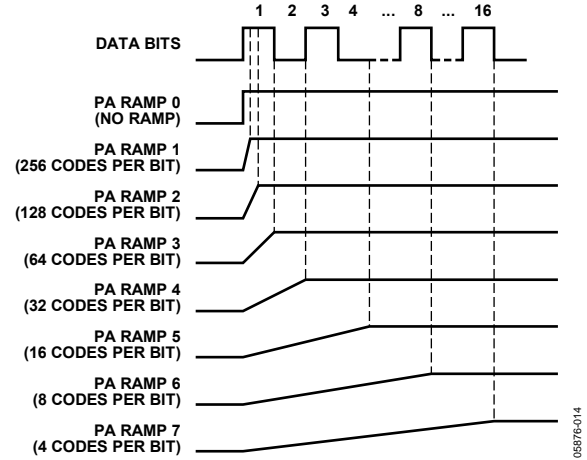 1 2 3 4 ... 8 ... 16
DATA BITS
PA RAMP 0
(NO RAMP)
PA RAMP 1
(256 CODES PER BIT)
PA RAMP 2
(128 CODES PER BIT)
PA RAMP 3
(64 CODES PER BIT)
PA RAMP 4
(32 CODES PER BIT)
PA RAMP 5
(16 CODES PER BIT)
PA RAMP 6
(8 CODES PER BIT)
PA RAMP 7
(4 CODES PER BIT)
05876-014